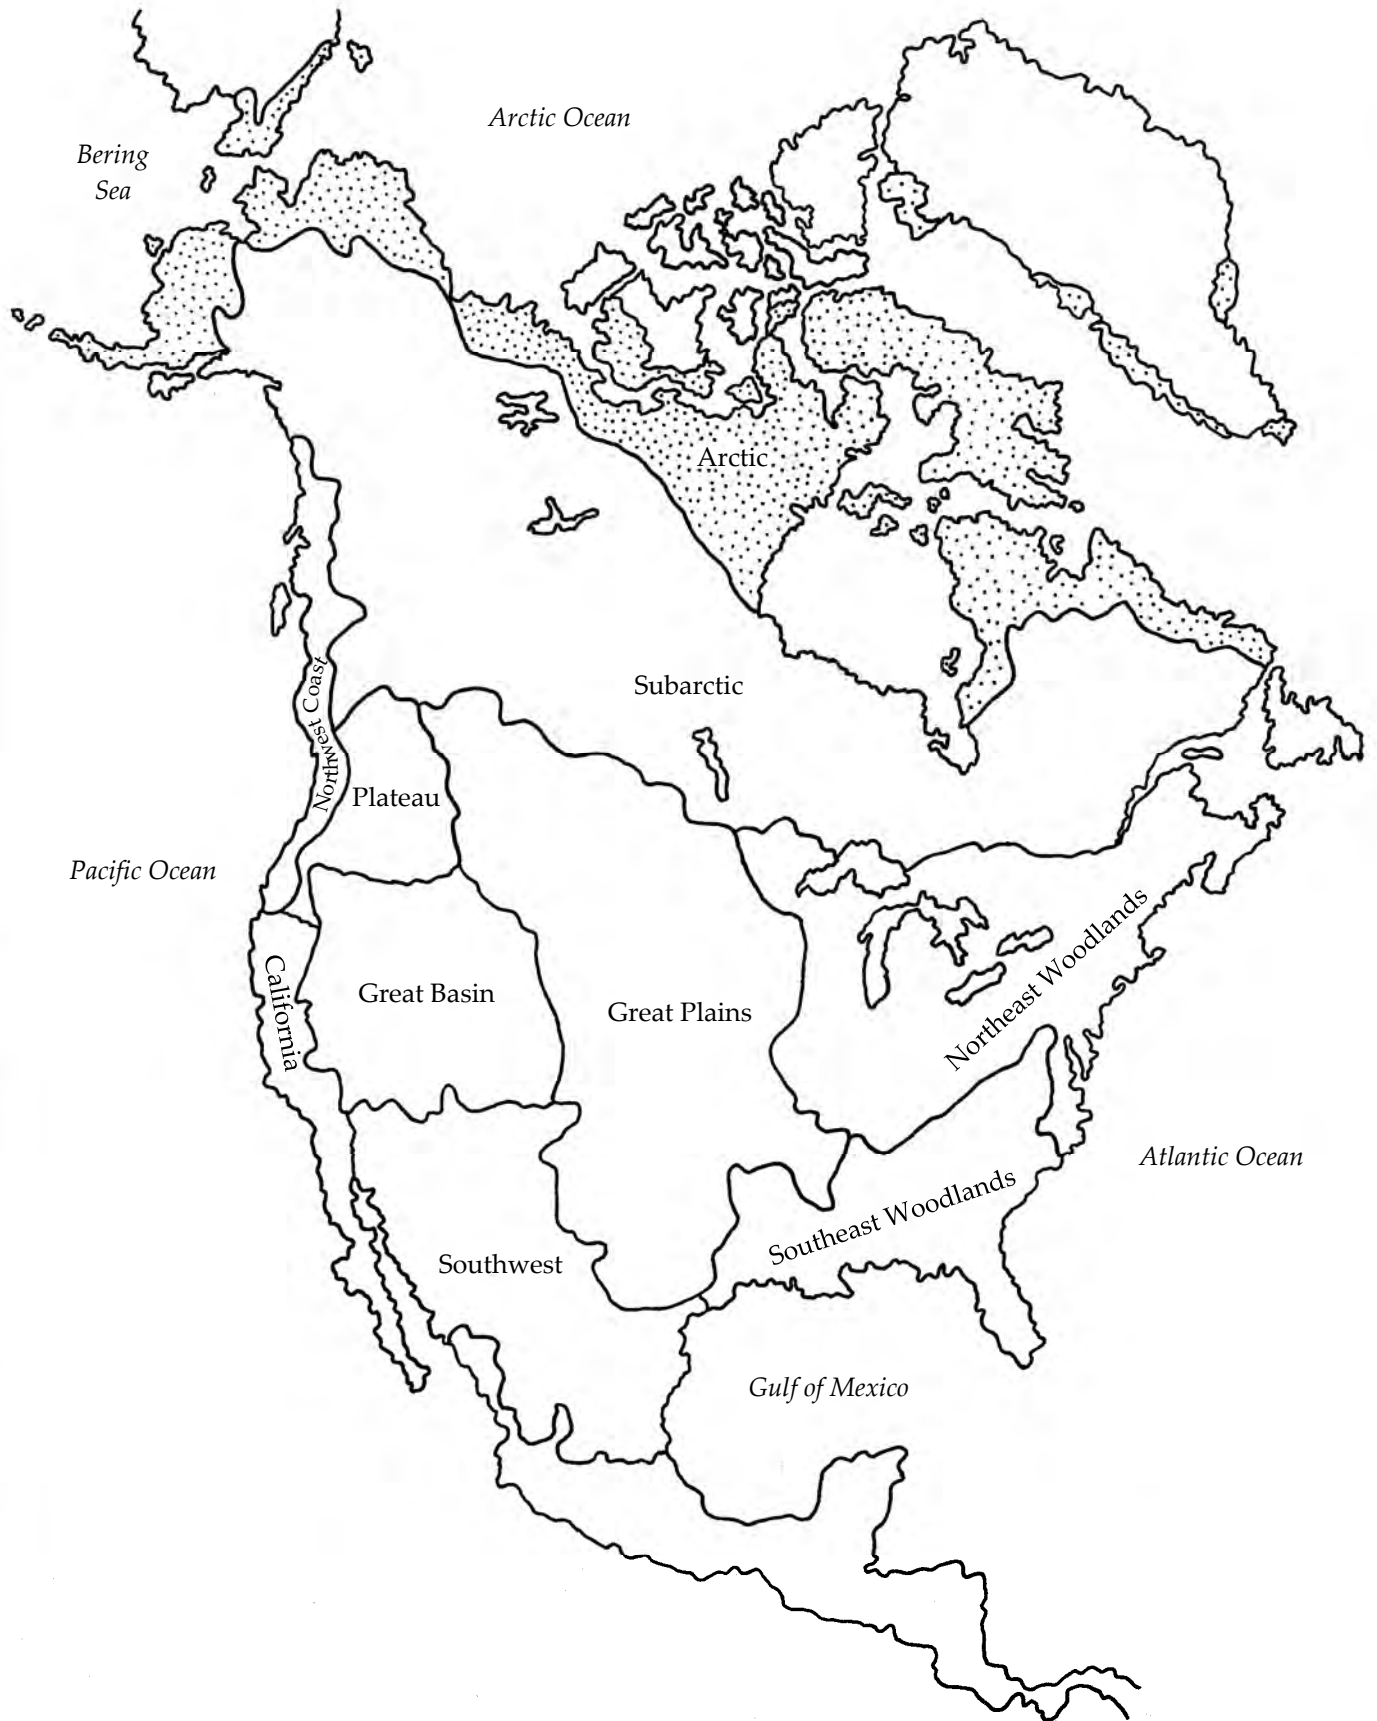 Arctic Ocean
Bering
Sea
Arctic
Subarctic
Northwest Coast
Plateau
Pacific Ocean
Northeast Woodlands
California
Great Basin
Great Plains
Atlantic Ocean
Southeast Woodlands
Southwest
Gulf of Mexico